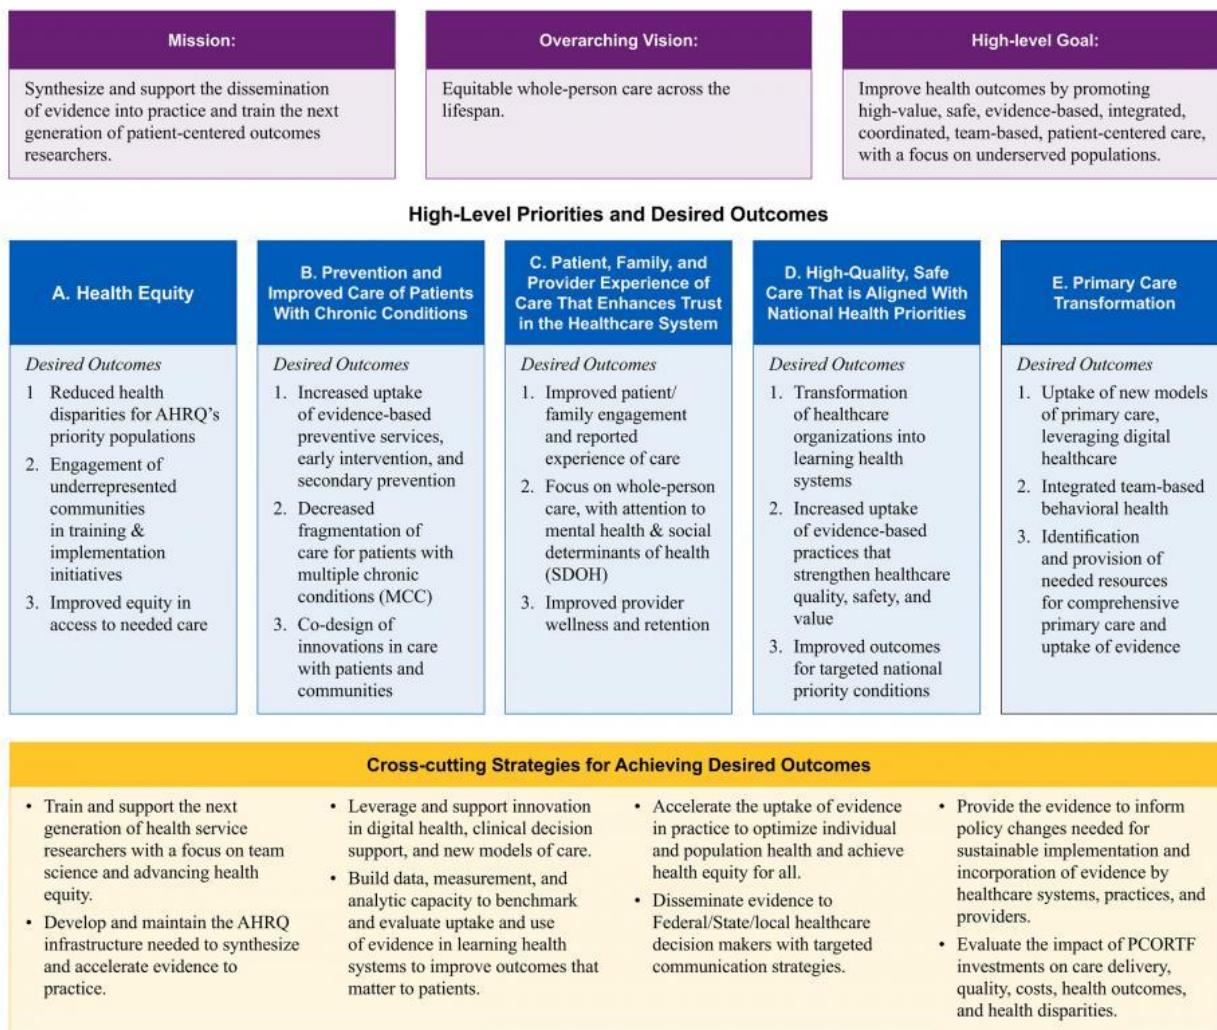 Mission:
Synthesize and support the dissemination
of evidence into practice and train the next
generation of patient-centered outcomes
researchers.
Overarching Vision:
Equitable whole-person care across the
lifespan.
High-level Goal:
Improve health outcomes by promoting
high-value, safe, evidence-based, integrated,
coordinated, team-based, patient-centered care,
with a focus on underserved populations.
High-Level Priorities and Desired Outcomes
A. Health Equity
Desired Outcomes
1 Reduced health
disparities for AHRQ's
priority populations
2. Engagement of
underrepresented
communities
in training &
implementation
initiatives
3. Improved equity in
access to needed care
B. Prevention and
Improved Care of Patients
With Chronic Conditions
Desired Outcomes
1. Increased uptake
of evidence-based
preventive services,
early intervention, and
secondary prevention
2. Decreased
fragmentation of
care for patients with
multiple chronic
conditions (MCC)
3. Co-design of
innovations in care
with patients and
communities
C. Patient, Family, and
Provider Experience of
Care That Enhances Trust
in the Healthcare System
Desired Outcomes
1. Improved patient/
family engagement
and reported
experience of care
2. Focus on whole-person
care, with attention to
mental health & social
determinants of health
(SDOH)
3. Improved provider
wellness and retention
D. High-Quality, Safe
Care That is Aligned With
National Health Priorities
Desired Outcomes
1. Transformation
of healthcare
organizations into
learning health
systems
2. Increased uptake
of evidence-based
practices that
strengthen healthcare
quality, safety, and
value
3. Improved outcomes
for targeted national
priority conditions
E. Primary Care
Transformation
Desired Outcomes
1. Uptake of new models
of primary care,
leveraging digital
healthcare
2. Integrated team-based
behavioral health
3. Identification
and provision of
needed resources
for comprehensive
primary care and
uptake of evidence
Cross-cutting Strategies for Achieving Desired Outcomes
• Train and support the next
generation of health service
researchers with a focus on team
science and advancing health
equity.
• Develop and maintain the AHRQ
infrastructure needed to synthesize
and accelerate evidence to
practice.
• Leverage and support innovation
in digital health, clinical decision
support, and new models of care.
• Build data, measurement, and
analytic capacity to benchmark
and evaluate uptake and use
of evidence in learning health
systems to improve outcomes that
matter to patients.
• Accelerate the uptake of evidence
in practice to optimize individual
and population health and achieve
health equity for all.
• Disseminate evidence to
Federal/State/local healthcare
decision makers with targeted
communication strategies.
• Provide the evidence to inform
policy changes needed for
sustainable implementation and
incorporation of evidence by
healthcare systems, practices, and
providers.
• Evaluate the impact of PCORTF
investments on care delivery,
quality, costs, health outcomes,
and health disparities.